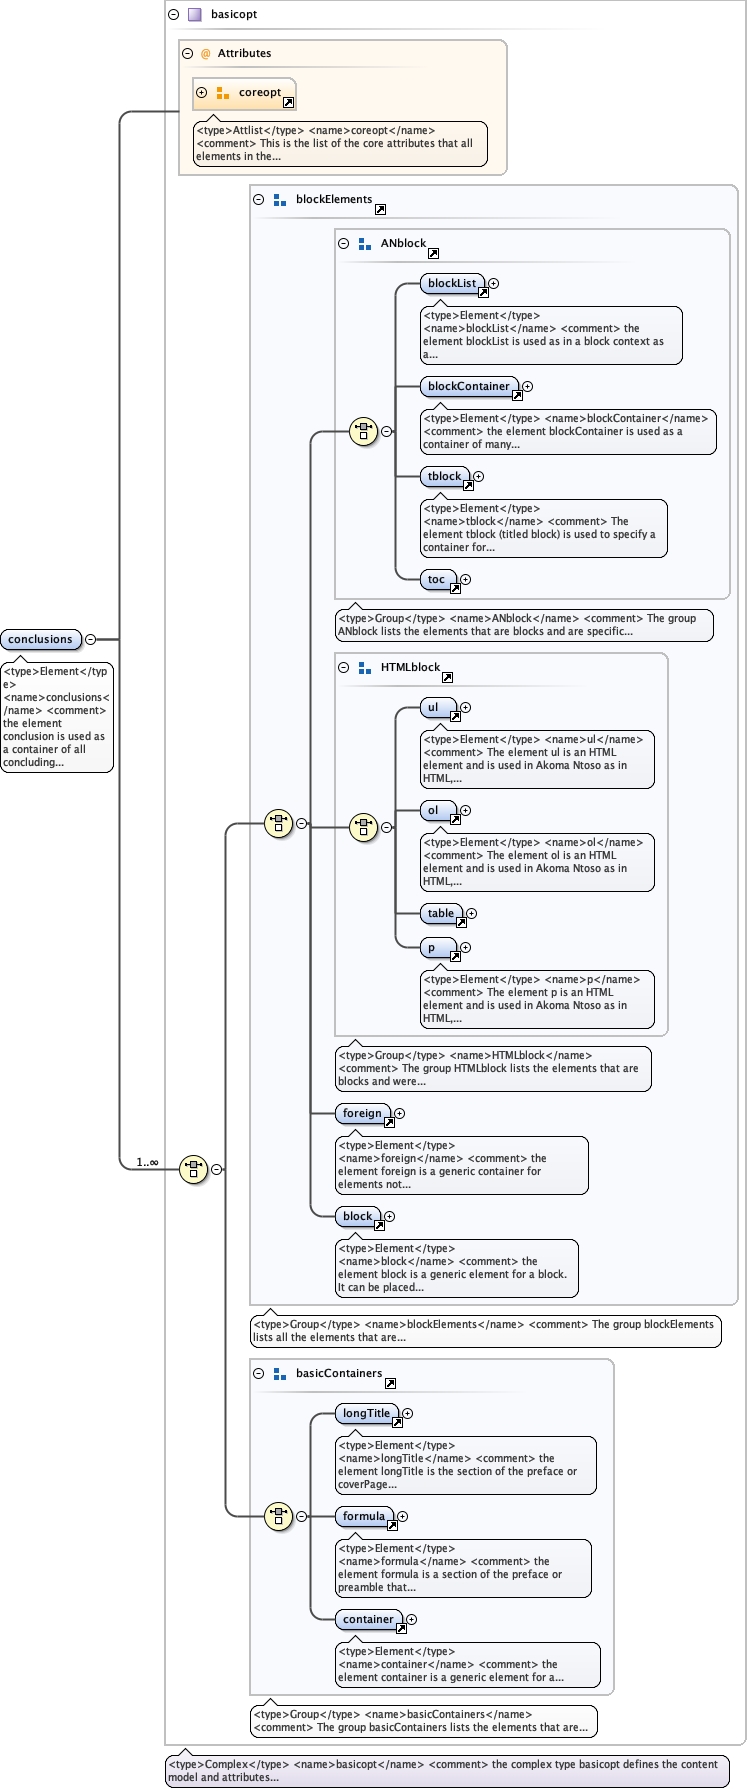 basicopt
@ Attributes
coreopt
<type>Attlist</type> <name>coreopt</name>
<comment> This is the list of the core attributes that all
elements in the...
blockElements
ANblock
blockList
<type>Element</type>
<name>blockList</name> <comment> the
element blockList is used as in a block context as
a...
blockContainer
<type>Element</type> <name>blockContainer</name>
<comment> the element blockContainer is used as a
container of many...
tblock
<type>Element</type>
<name>tblock</name> <comment> The
element tblock (titled block) is used to specify a
container for...
toc
<type>Group</type> <name>ANblock</name> <comment> The group
ANblock lists the elements that are blocks and are specific...
conclusions
<type>Element</typ
e>
<name>conclusions<
/name> <comment>
the element
conclusion is used as
a container of all
concluding...
HTMLblock
ul
<type>Element</type> <name>ul</name>
<comment> The element ul is an HTML
element and is used in Akoma Ntoso as in
HTML,...
ol
<type>Element</type> <name>ol</name>
<comment> The element ol is an HTML
element and is used in Akoma Ntoso as in
HTML,...
table
p
<type>Element</type> <name>p</name>
<comment> The element p is an HTML
element and is used in Akoma Ntoso as in
HTML,...
<type>Group</type> <name>HTMLblock</name>
<comment> The group HTMLblock lists the elements that are
blocks and were...
foreign
<type>Element</type>
<name>foreign</name> <comment> the
element foreign is a generic container for
elements not...
1..∞
block
<type>Element</type>
<name>block</name> <comment> the
element block is a generic element for a block.
It can be placed...
<type>Group</type> <name>blockElements</name> <comment> The group blockElements
lists all the elements that are...
basicContainers
longTitle
<type>Element</type>
<name>longTitle</name> <comment> the
element longTitle is the section of the preface or
coverPage...
formula
<type>Element</type>
<name>formula</name> <comment> the
element formula is a section of the preface or
preamble that...
container
<type>Element</type>
<name>container</name> <comment> the
element container is a generic element for a...
<type>Group</type> <name>basicContainers</name>
<comment> The group basicContainers lists the elements that are...
<type>Complex</type> <name>basicopt</name> <comment> the complex type basicopt defines the content
model and attributes...